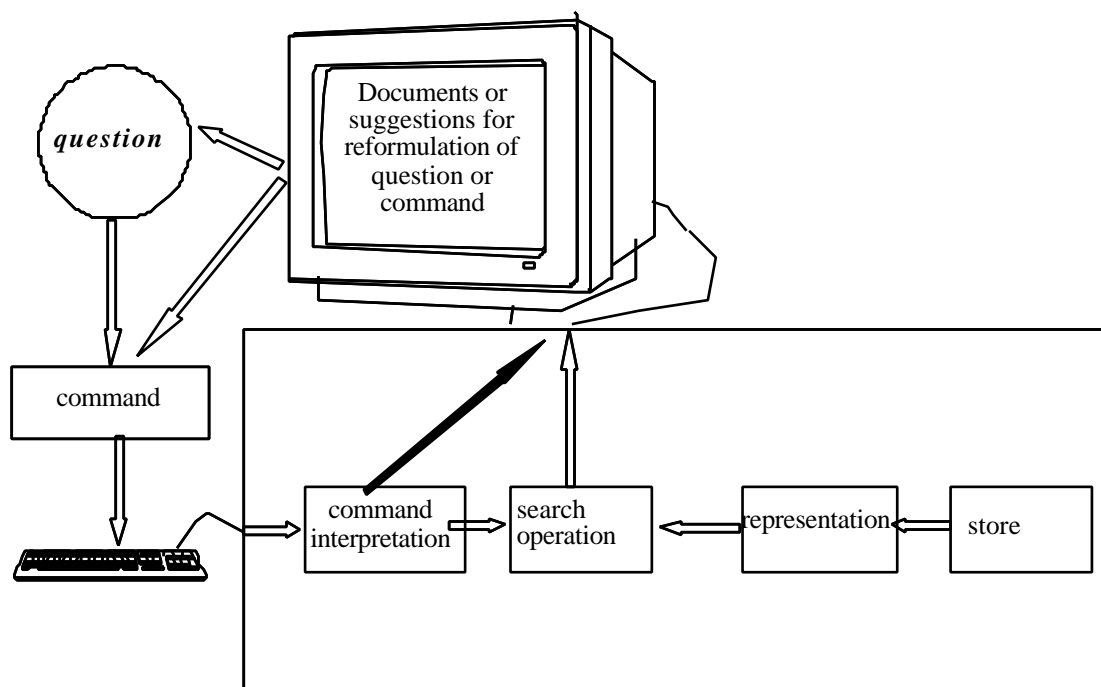 question
Documents or
suggestions for
reformulation of
question or
command
command
command
interpretation
search
operation
representation
store